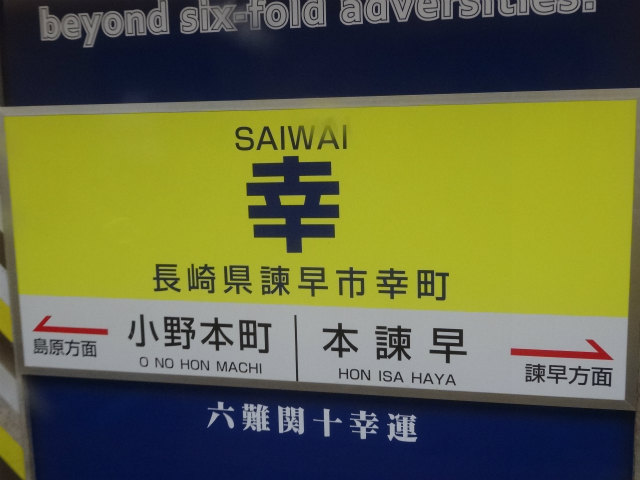 beyond six-fold adversities!
SAIWAI
幸
長崎県諫早市幸町
島原方面 小野本町 本諫早 諫早方面
O NO HON MACHI HON ISA HAYA
六難関十幸運